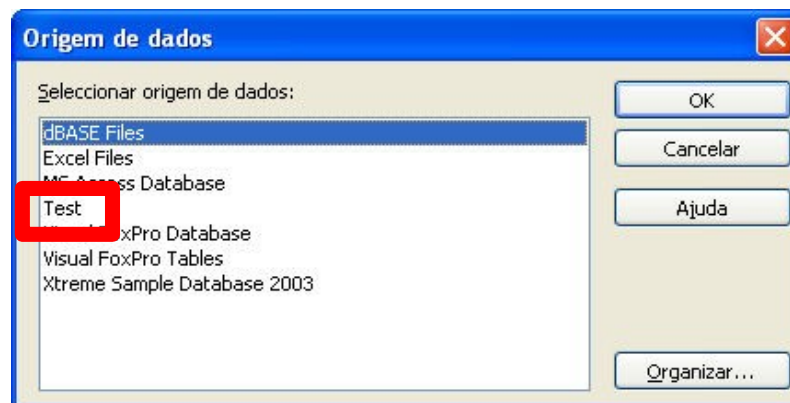 Origem de dados
Seleccionar origem de dados:
dBASE Files
Excel Files
MS Access Database
Test
xPro Database
Visual FoxPro Tables
Xtreme Sample Database 2003
OK
Cancelar
Ajuda
Organizar...